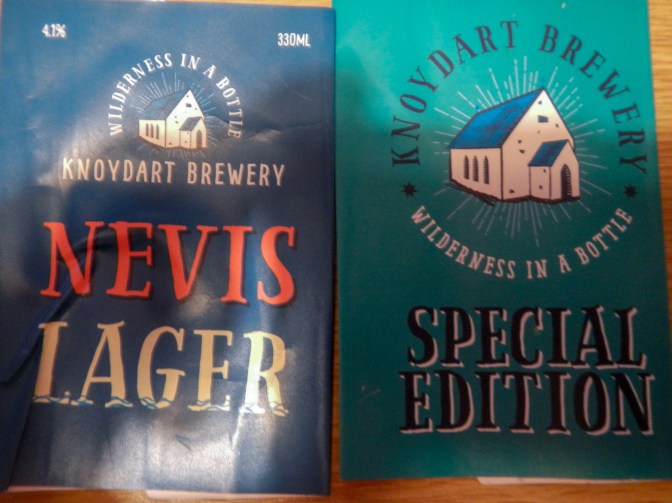 4.1%
330ML
WILDERNESS IN A BOTTLE
KNOYDART BREWERY
NEVIS
LAGER
KNOYDART BREWERY
WILDERNESS IN A BOTTLE
SPECIAL
EDITION